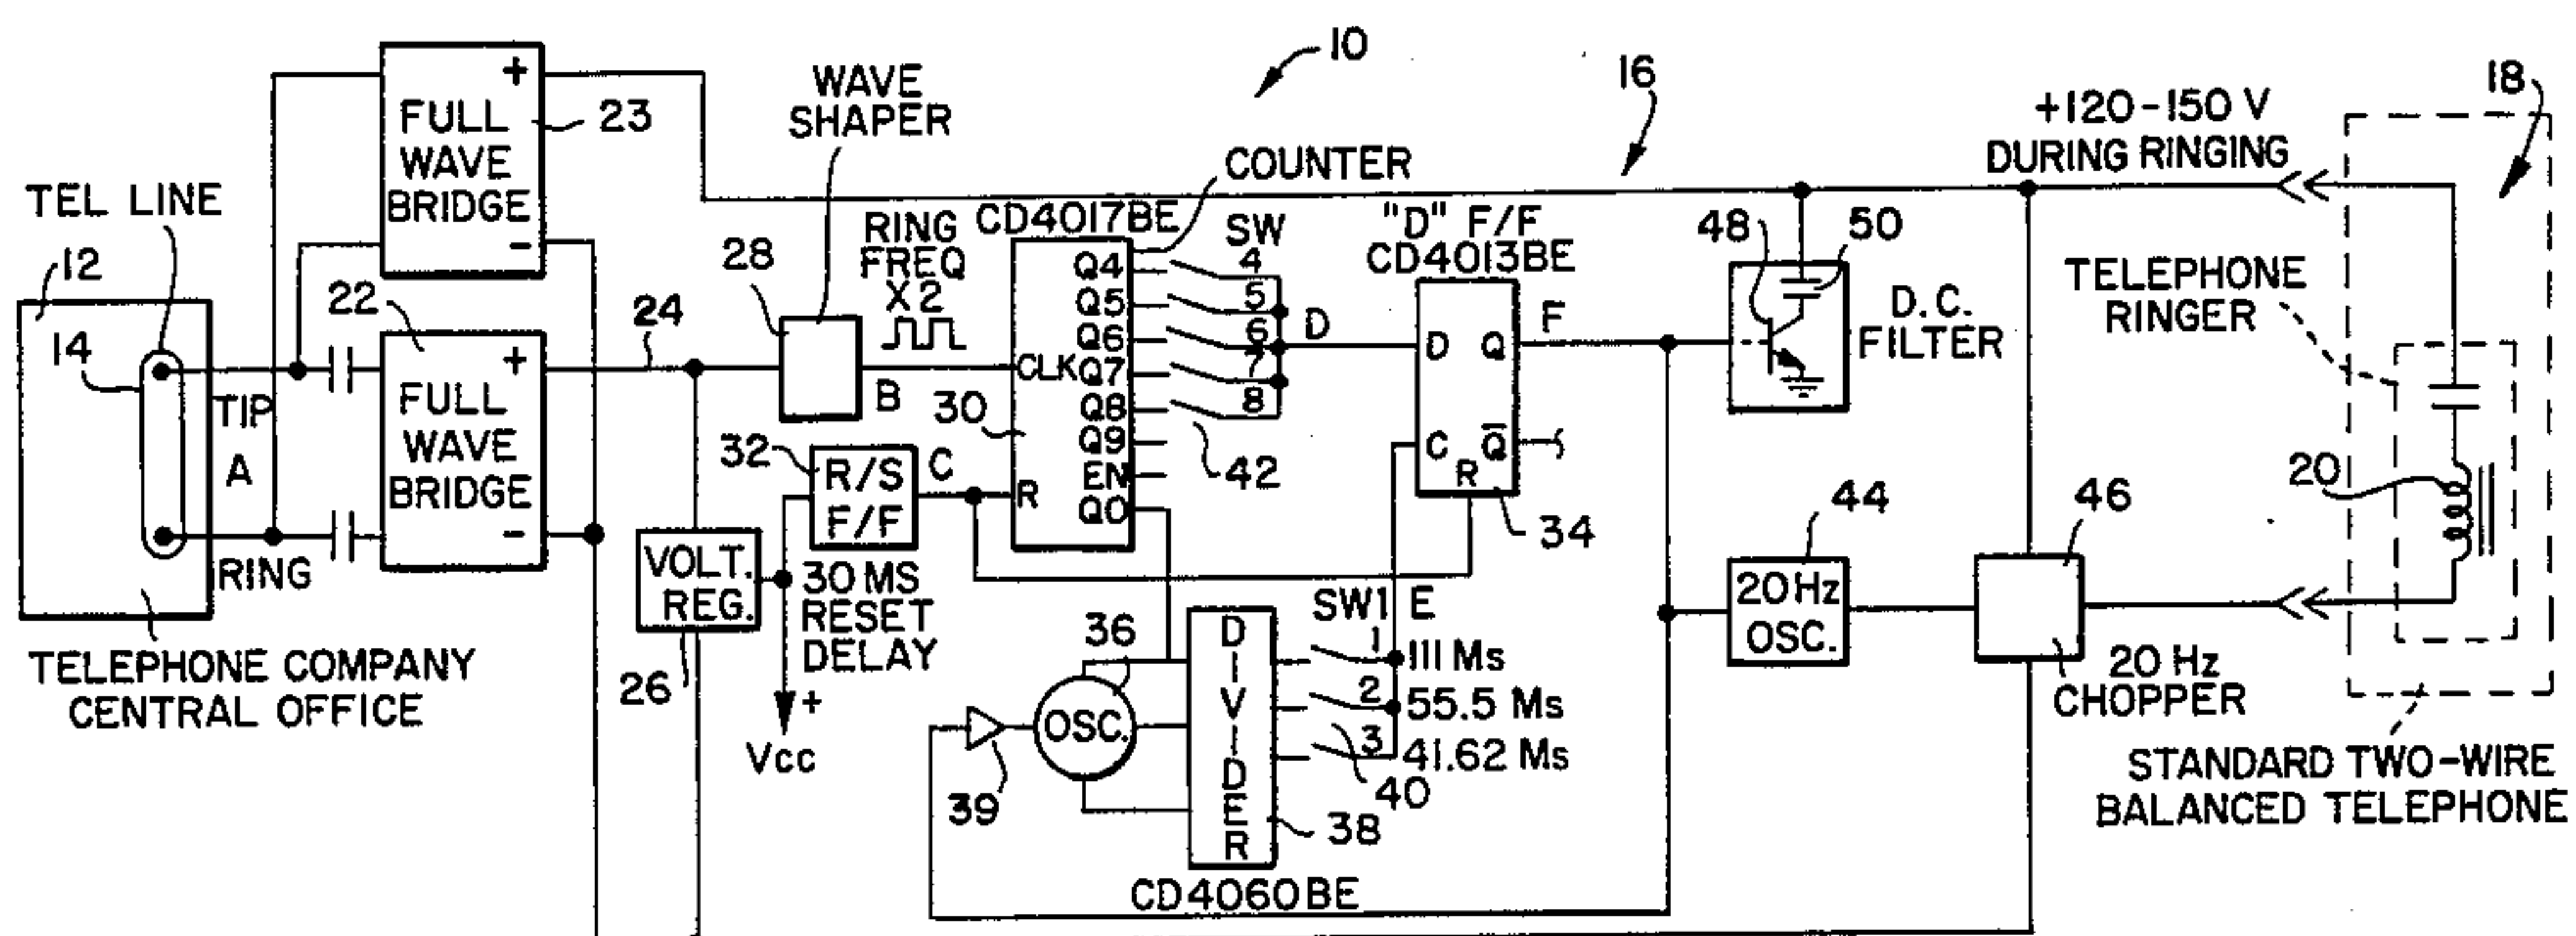 10
16
18
+120-150 V
DURING RINGING
WAVE
SHAPER
+
FULL
WAVE
BRIDGE
-
23
COUNTER
TEL LINE
12
14
TIP
A
RING
TELEPHONE COMPANY
CENTRAL OFFICE
22
+
FULL
WAVE
BRIDGE
-
24
28
RING
FREQ
X2
B
CD4017BE
Q4
Q5
Q6
CLK Q7
Q8
Q9
EN
R
Q0
30
SW
4
5
6
7
8
42
D
"D" F/F
CD4013BE
D Q
C Q̅
R
34
F
48
50
D.C.
FILTER
TELEPHONE
RINGER
20
32
R/S
F/F
C
30 MS
RESET
DELAY
VOLT.
REG.
26
+
Vcc
36
OSC.
39
DIVIDER
38
CD4060BE
SW1 E
1 111 Ms
2 55.5 Ms
3 41.62 Ms
40
44
20 Hz
OSC.
46
20 Hz
CHOPPER
STANDARD TWO-WIRE
BALANCED TELEPHONE